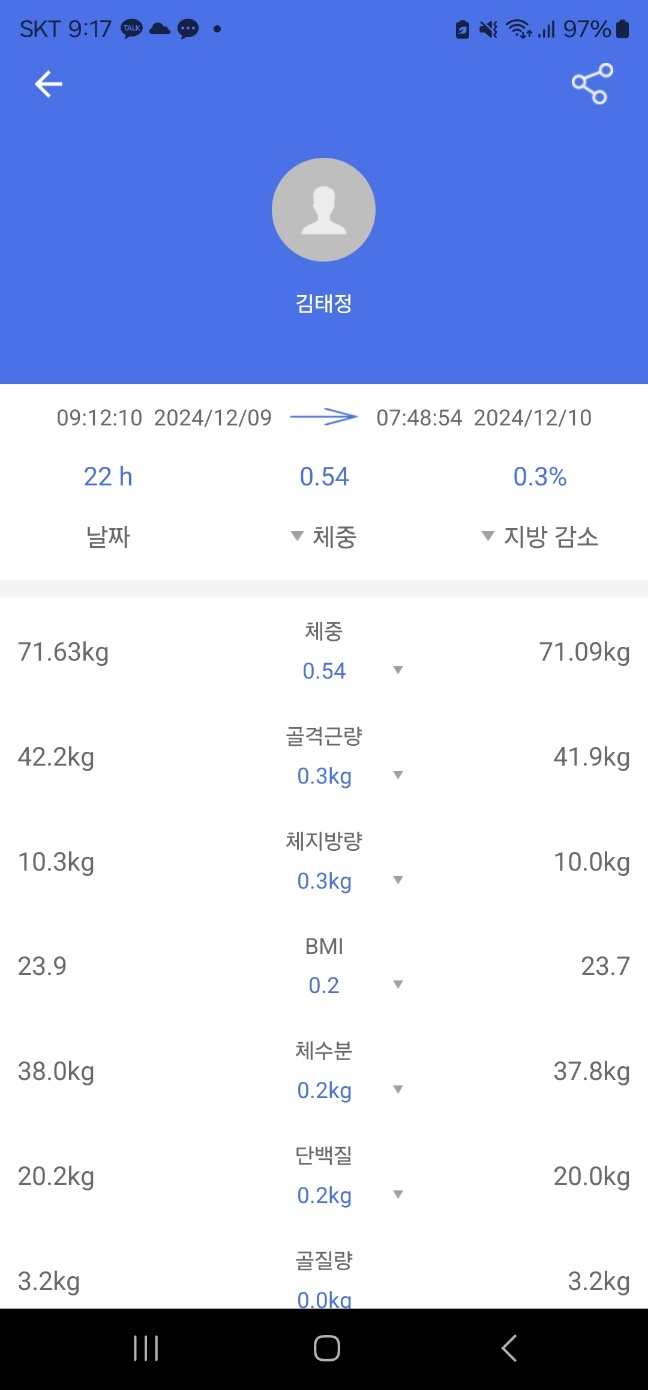 SKT 9:17 TALK 97%
김태정
09:12:10 2024/12/09 07:48:54 2024/12/10
22 h 0.54 0.3%
날짜 ▼ 체중 ▼ 지방 감소
체중
71.63kg 71.09kg
0.54 ▼
골격근량
42.2kg 41.9kg
0.3kg ▼
체지방량
10.3kg 10.0kg
0.3kg ▼
BMI
23.9 23.7
0.2 ▼
체수분
38.0kg 37.8kg
0.2kg ▼
단백질
20.2kg 20.0kg
0.2kg ▼
골질량
3.2kg 3.2kg
0.0kg